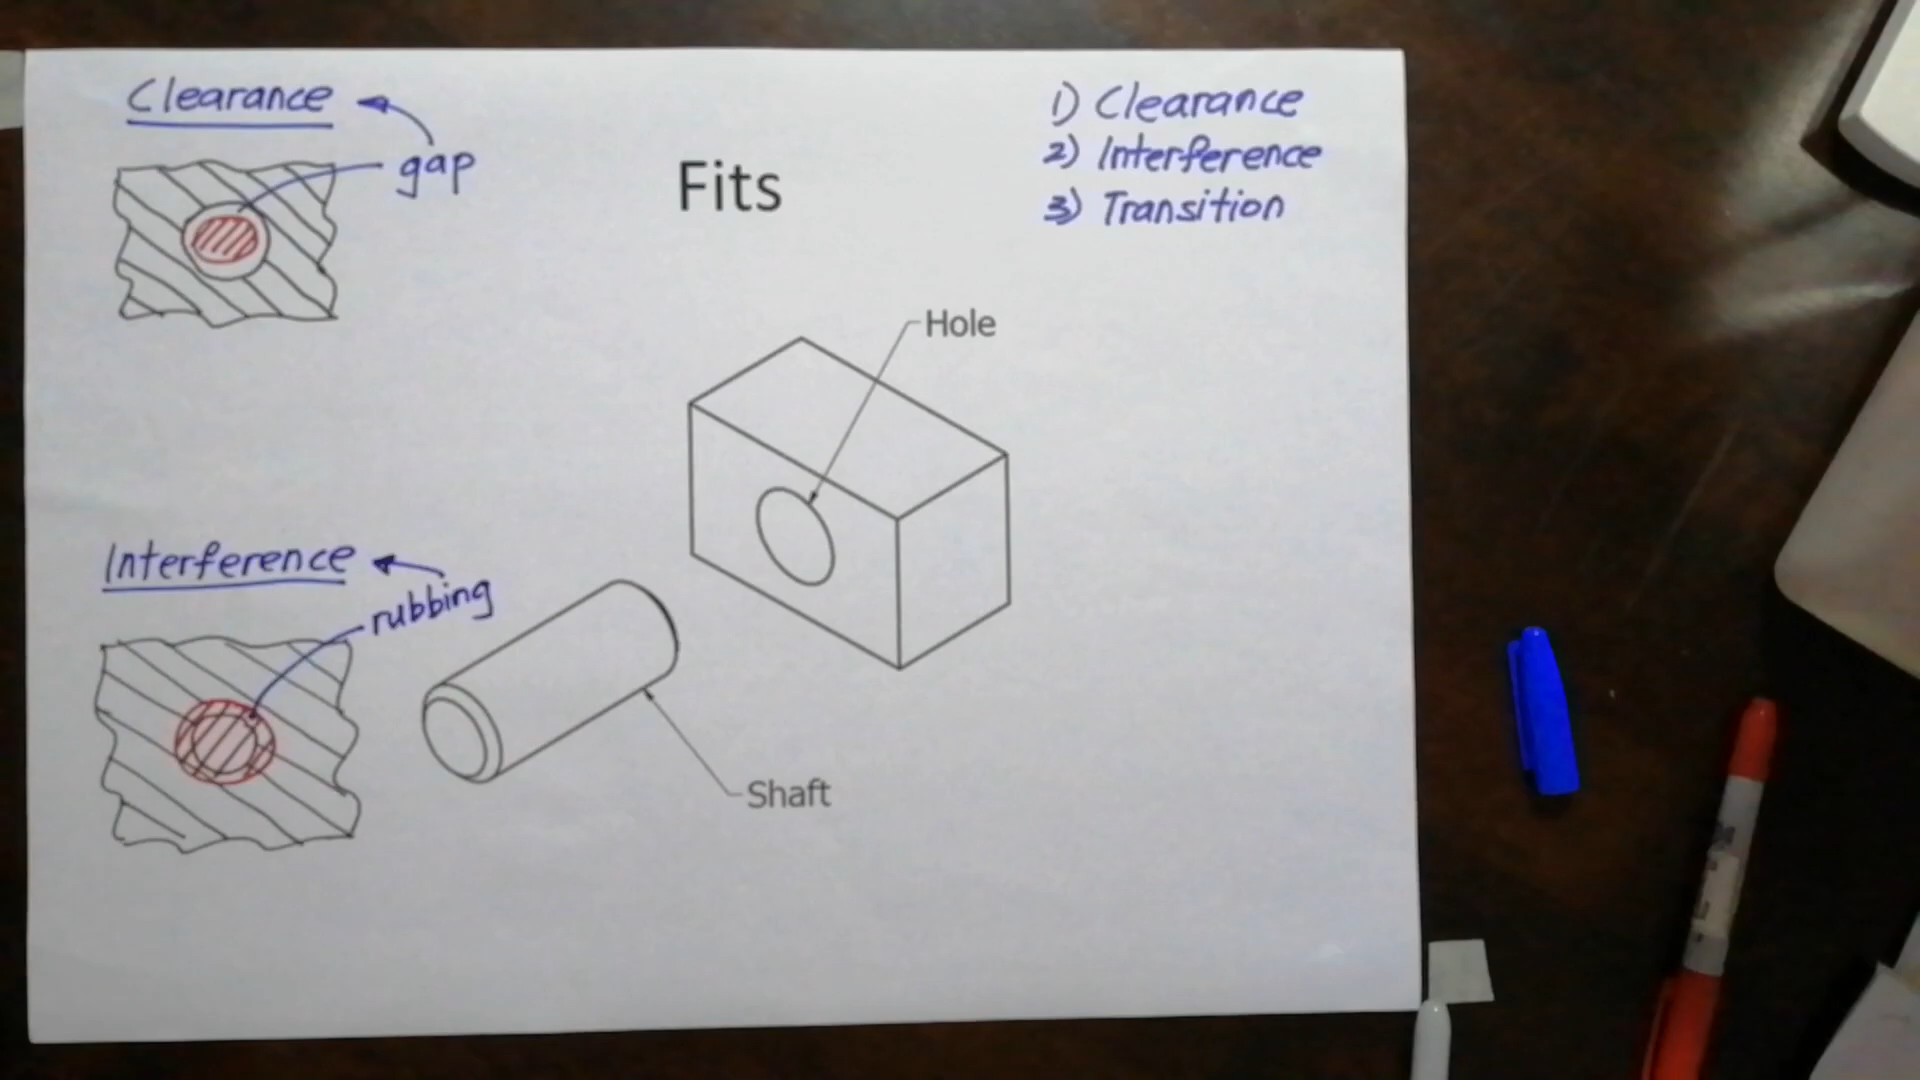 Clearance
gap
Fits
1) Clearance
2) Interference
3) Transition
Hole
Interference
rubbing
Shaft